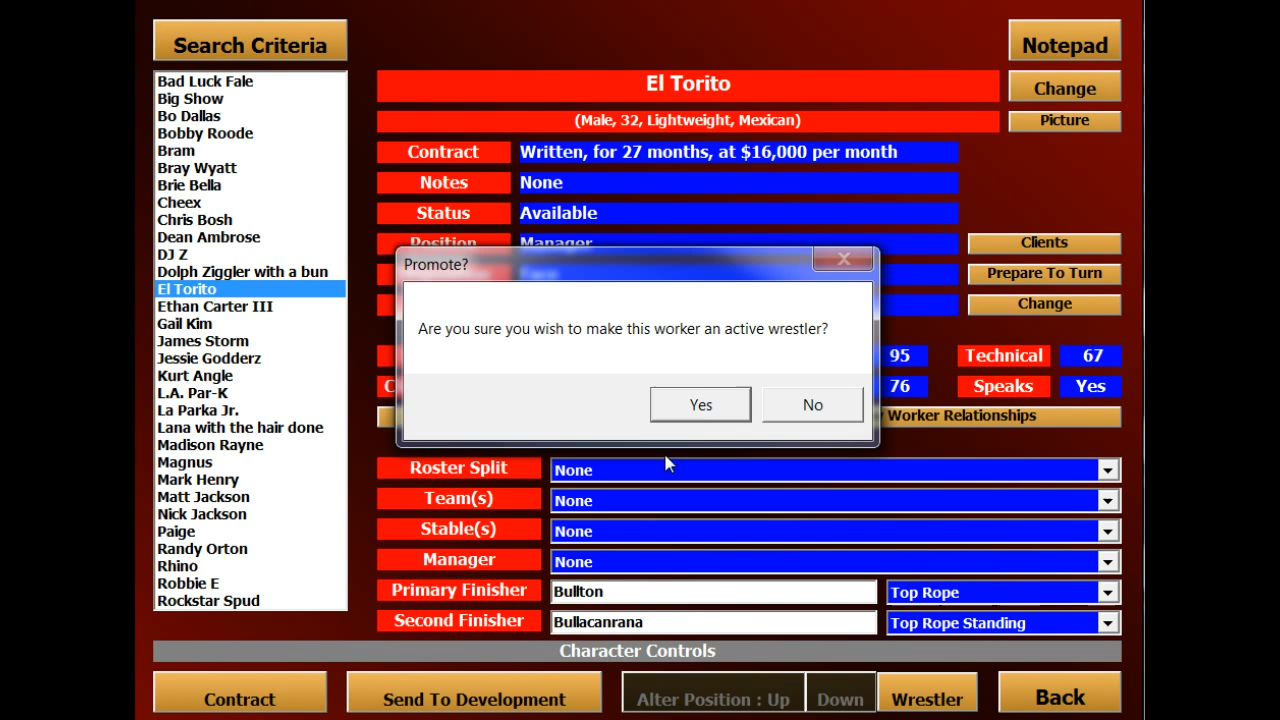 Search Criteria
Notepad
Bad Luck Fale
Big Show
Bo Dallas
Bobby Roode
Bram
Bray Wyatt
Brie Bella
Cheex
Chris Bosh
Dean Ambrose
DJ Z
Dolph Ziggler with a bun
El Torito
Ethan Carter III
Gail Kim
James Storm
Jessie Godderz
Kurt Angle
L.A. Par-K
La Parka Jr.
Lana with the hair done
Madison Rayne
Magnus
Mark Henry
Matt Jackson
Nick Jackson
Paige
Randy Orton
Rhino
Robbie E
Rockstar Spud
El Torito
Change
(Male, 32, Lightweight, Mexican)
Picture
Contract Written, for 27 months, at $16,000 per month
Notes None
Status Available
Position Manager
Clients
Face
Prepare To Turn
Change
Promote?
Are you sure you wish to make this worker an active wrestler?
Yes No
95 Technical 67
76 Speaks Yes
Worker Relationships
Roster Split None
Team(s) None
Stable(s) None
Manager None
Primary Finisher Bullton Top Rope
Second Finisher Bullacanrana Top Rope Standing
Character Controls
Contract Send To Development Alter Position : Up Down Wrestler Back